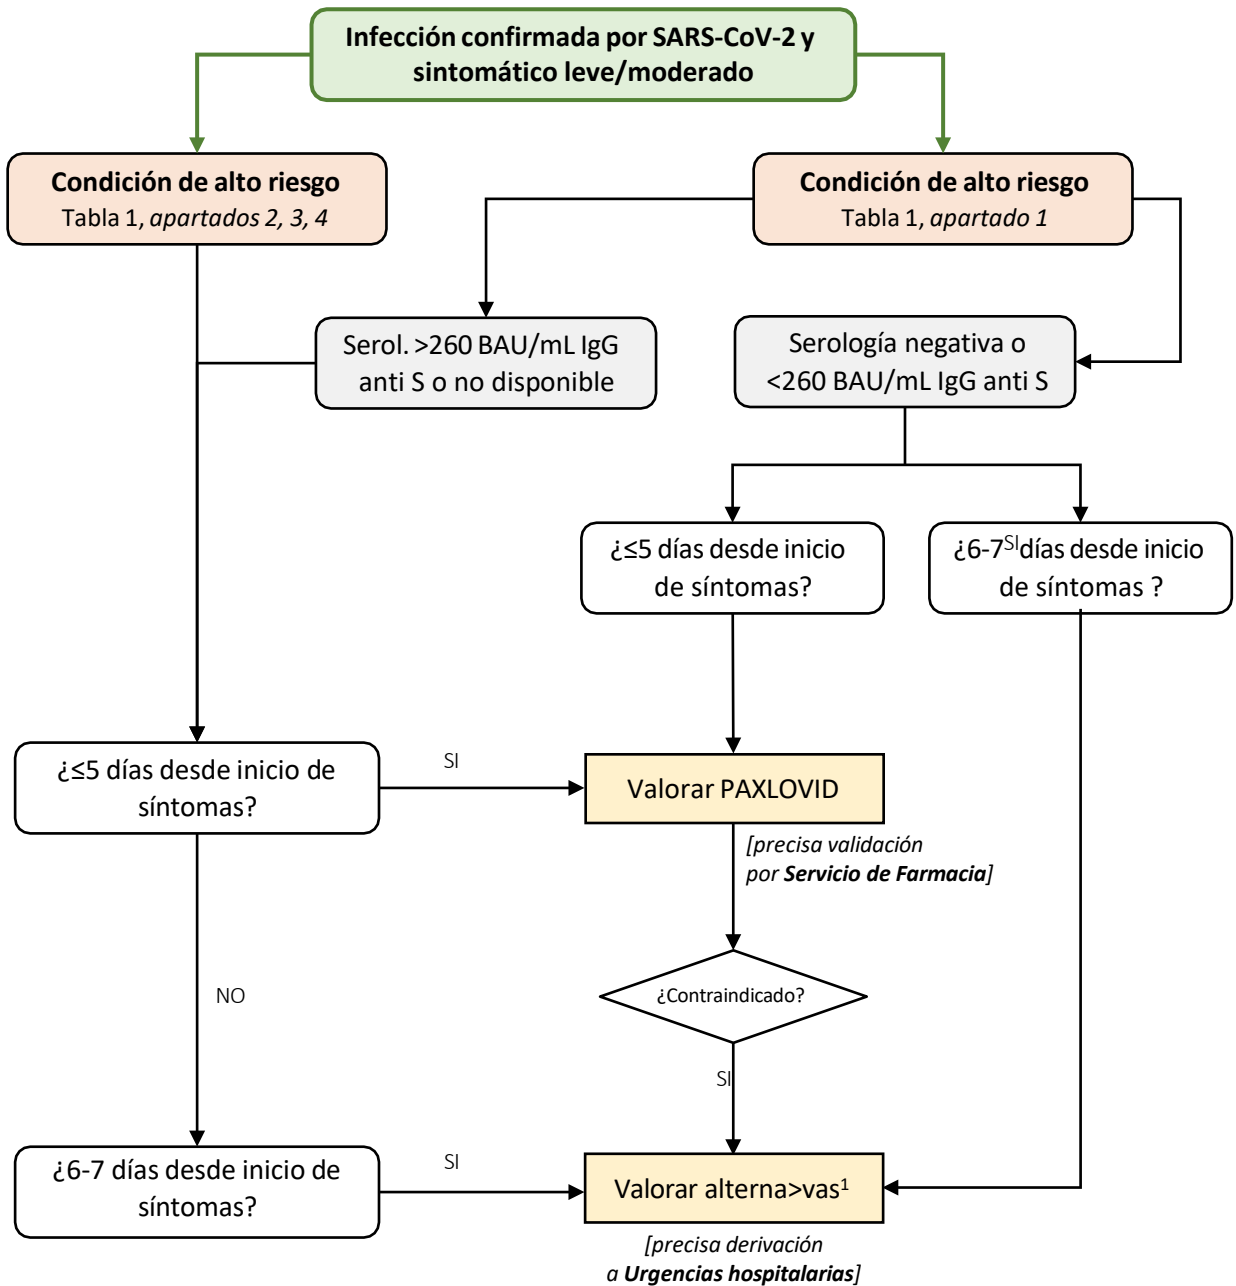 Infección confirmada por SARS-CoV-2 y
sintomático leve/moderado
Condición de alto riesgo
Tabla 1, apartados 2, 3, 4
Condición de alto riesgo
Tabla 1, apartado 1
Serol. >260 BAU/mL IgG
anti S o no disponible
Serología negativa o
<260 BAU/mL IgG anti S
¿≤5 días desde inicio
de síntomas?
¿6-7SIdías desde inicio
de síntomas ?
¿≤5 días desde inicio de
síntomas?
SI
Valorar PAXLOVID
[precisa validación
por Servicio de Farmacia]
NO
¿Contraindicado?
SI
¿6-7 días desde inicio de
síntomas?
SI
Valorar alterna>vas¹
[precisa derivación
a Urgencias hospitalarias]